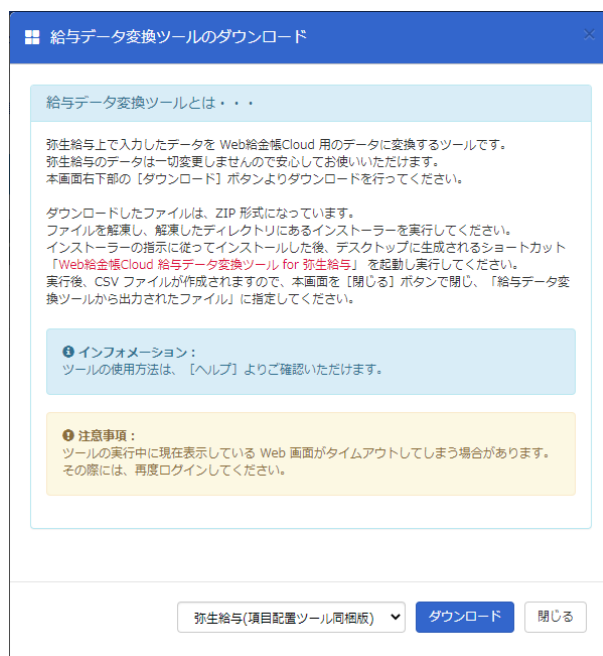 給与データ変換ツールのダウンロード
×
給与データ変換ツールとは・・・
弥生給与上で入力したデータを Web給金帳Cloud 用のデータに変換するツールです。
弥生給与のデータは一切変更しませんので安心してお使いいただけます。
本画面右下部の［ダウンロード］ボタンよりダウンロードを行ってください。
ダウンロードしたファイルは、ZIP 形式になっています。
ファイルを解凍し、解凍したディレクトリにあるインストーラーを実行してください。
インストーラーの指示に従ってインストールした後、デスクトップに生成されるショートカット
「Web給金帳Cloud 給与データ変換ツール for 弥生給与」 を起動し実行してください。
実行後、CSV ファイルが作成されますので、本画面を［閉じる］ボタンで閉じ、「給与データ変
換ツールから出力されたファイル」に指定してください。
インフォメーション：
ツールの使用方法は、［ヘルプ］よりご確認いただけます。
注意事項：
ツールの実行中に現在表示している Web 画面がタイムアウトしてしまう場合があります。
その際には、再度ログインしてください。
弥生給与(項目配置ツール同梱版)
ダウンロード
閉じる